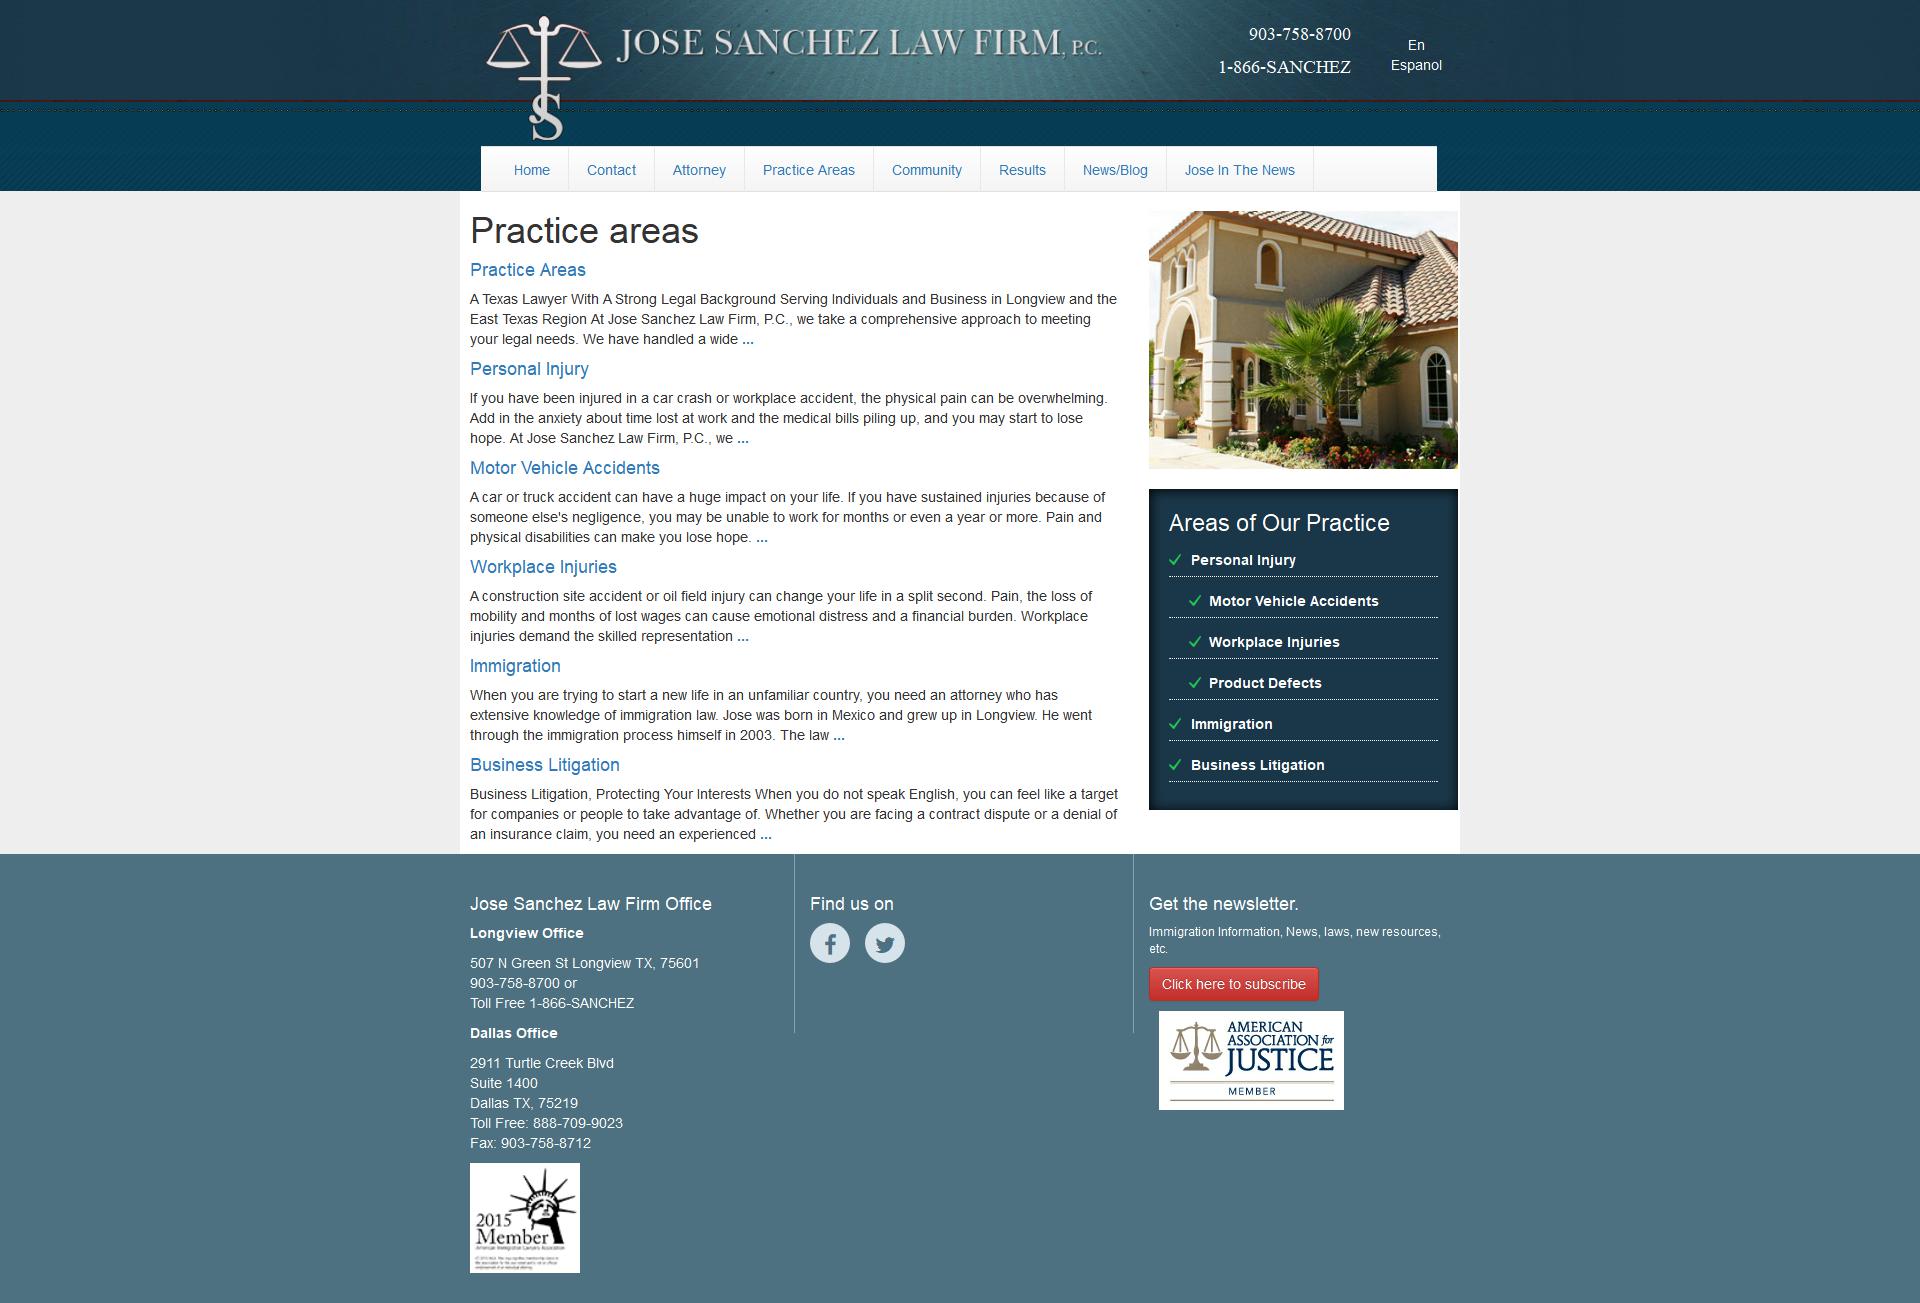 JOSE SANCHEZ LAW FIRM, P.C.
JS
903-758-8700
1-866-SANCHEZ
En
Espanol
Home
Contact
Attorney
Practice Areas
Community
Results
News/Blog
Jose In The News
Practice areas
Practice Areas
A Texas Lawyer With A Strong Legal Background Serving Individuals and Business in Longview and the
East Texas Region At Jose Sanchez Law Firm, P.C., we take a comprehensive approach to meeting
your legal needs. We have handled a wide ...
Personal Injury
If you have been injured in a car crash or workplace accident, the physical pain can be overwhelming.
Add in the anxiety about time lost at work and the medical bills piling up, and you may start to lose
hope. At Jose Sanchez Law Firm, P.C., we ...
Motor Vehicle Accidents
A car or truck accident can have a huge impact on your life. If you have sustained injuries because of
someone else's negligence, you may be unable to work for months or even a year or more. Pain and
physical disabilities can make you lose hope. ...
Workplace Injuries
A construction site accident or oil field injury can change your life in a split second. Pain, the loss of
mobility and months of lost wages can cause emotional distress and a financial burden. Workplace
injuries demand the skilled representation ...
Immigration
When you are trying to start a new life in an unfamiliar country, you need an attorney who has
extensive knowledge of immigration law. Jose was born in Mexico and grew up in Longview. He went
through the immigration process himself in 2003. The law ...
Business Litigation
Business Litigation, Protecting Your Interests When you do not speak English, you can feel like a target
for companies or people to take advantage of. Whether you are facing a contract dispute or a denial of
an insurance claim, you need an experienced ...
Areas of Our Practice
Personal Injury
Motor Vehicle Accidents
Workplace Injuries
Product Defects
Immigration
Business Litigation
Jose Sanchez Law Firm Office
Longview Office
507 N Green St Longview TX, 75601
903-758-8700 or
Toll Free 1-866-SANCHEZ
Dallas Office
2911 Turtle Creek Blvd
Suite 1400
Dallas TX, 75219
Toll Free: 888-709-9023
Fax: 903-758-8712
2015
Member
American Immigration Lawyers Association
Find us on
Get the newsletter.
Immigration Information, News, laws, new resources,
etc.
Click here to subscribe
AMERICAN
ASSOCIATION for
JUSTICE
MEMBER